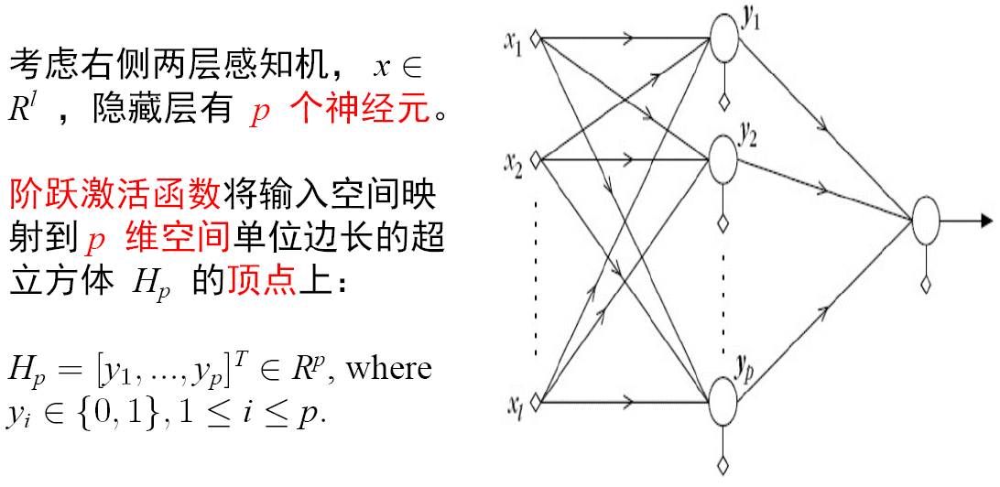 考虑右侧两层感知机， x ∈
R^l ，隐藏层有 p 个神经元。
阶跃激活函数将输入空间映
射到 p 维空间单位边长的超
立方体 H_p 的顶点上：
H_p = [y_1, ..., y_p]^T ∈ R^p, where
y_i ∈ {0, 1}, 1 ≤ i ≤ p.
x_1
x_2
x_l
y_1
y_2
y_p